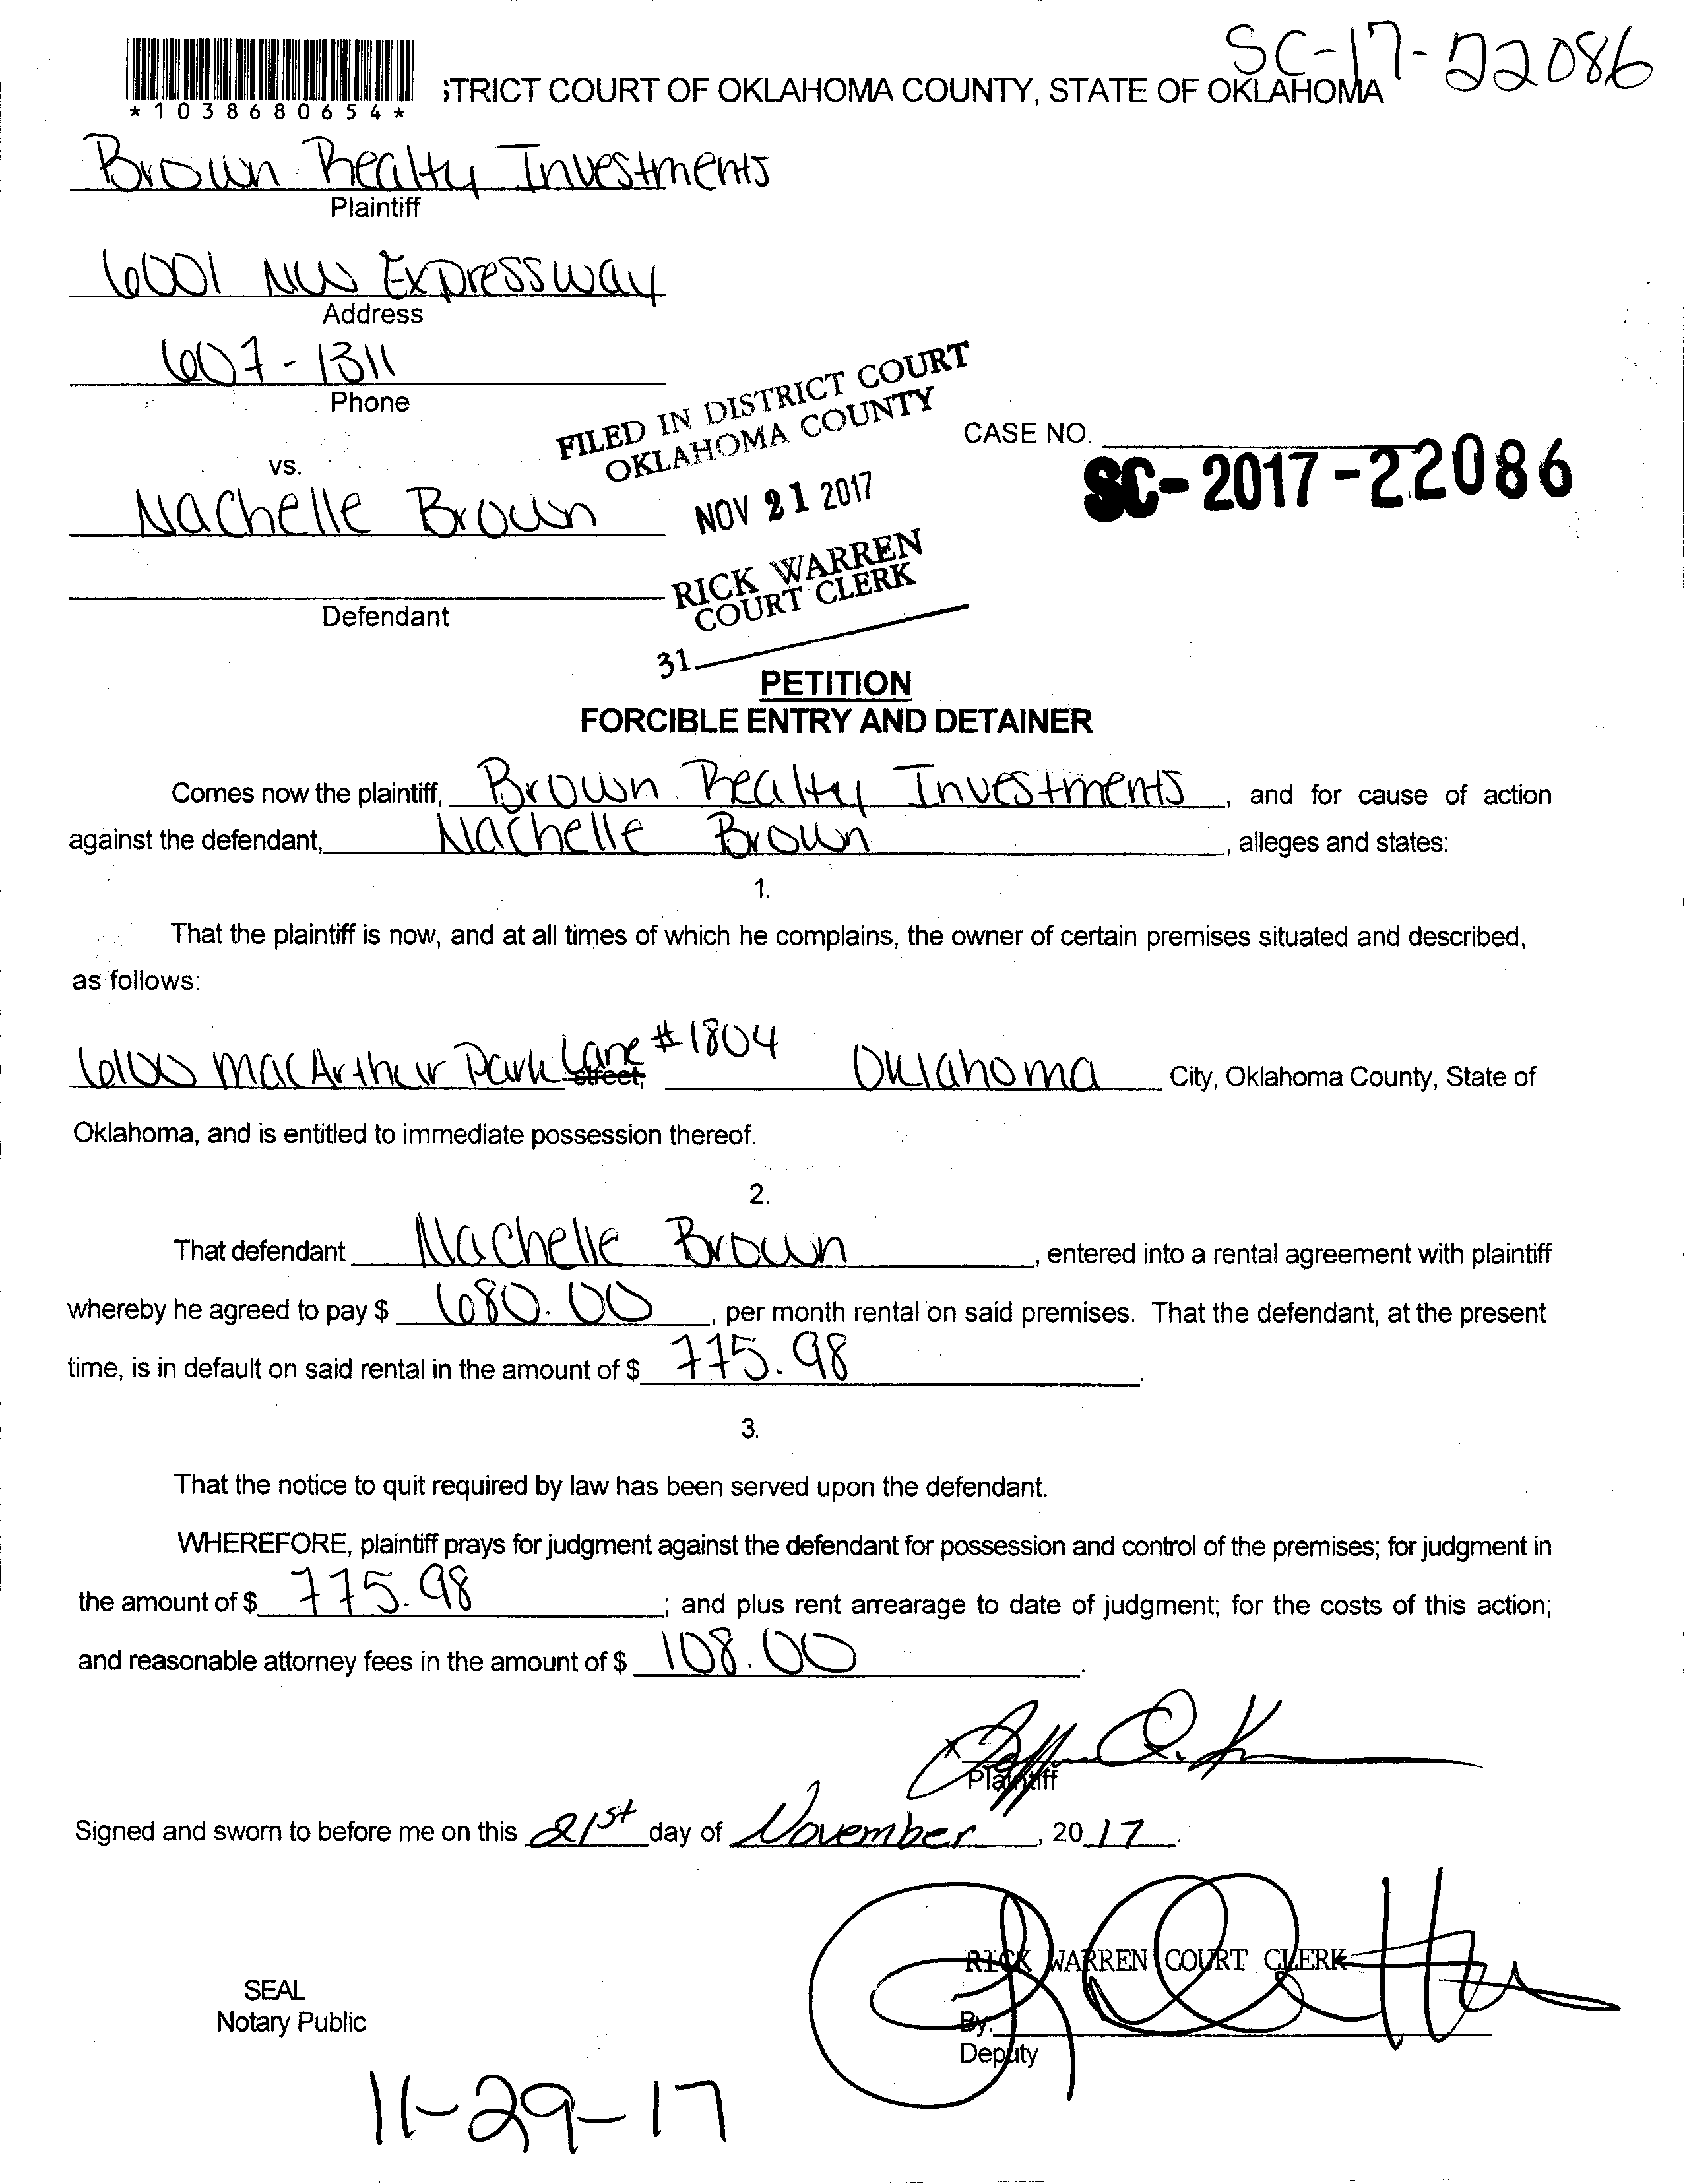 SC-17-22086
STRICT COURT OF OKLAHOMA COUNTY, STATE OF OKLAHOMA
*1038680654*
Brown Realty Investments
Plaintiff
6001 NW Expressway
Address
607-1311
Phone
FILED IN DISTRICT COURT
OKLAHOMA COUNTY
CASE NO.
SC-2017-22086
vs.
Nachelle Brown
NOV 21 2017
RICK WARREN
COURT CLERK
Defendant
31
PETITION
FORCIBLE ENTRY AND DETAINER
Comes now the plaintiff, Brown Realty Investments, and for cause of action
against the defendant, Nachelle Brown, alleges and states:
1.
That the plaintiff is now, and at all times of which he complains, the owner of certain premises situated and described,
as follows:
6100 MacArthur Park Lane #1804 street, Oklahoma City, Oklahoma County, State of
Oklahoma, and is entitled to immediate possession thereof.
2.
That defendant Nachelle Brown, entered into a rental agreement with plaintiff
whereby he agreed to pay $ 680.00, per month rental on said premises. That the defendant, at the present
time, is in default on said rental in the amount of $ 775.98.
3.
That the notice to quit required by law has been served upon the defendant.
WHEREFORE, plaintiff prays for judgment against the defendant for possession and control of the premises; for judgment in
the amount of $ 775.98; and plus rent arrearage to date of judgment; for the costs of this action;
and reasonable attorney fees in the amount of $ 108.00.
X
Plaintiff
Signed and sworn to before me on this 21st day of November, 2017.
RICK WARREN COURT CLERK
SEAL
Notary Public
By:
Deputy
11-29-17